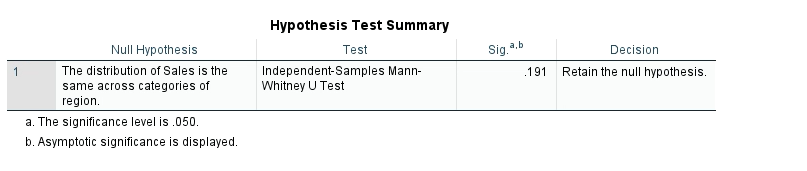 Hypothesis Test Summary
Null Hypothesis Test Sig.a,b Decision
1 The distribution of Sales is the Independent-Samples Mann- .191 Retain the null hypothesis.
same across categories of Whitney U Test
region.
a. The significance level is .050.
b. Asymptotic significance is displayed.